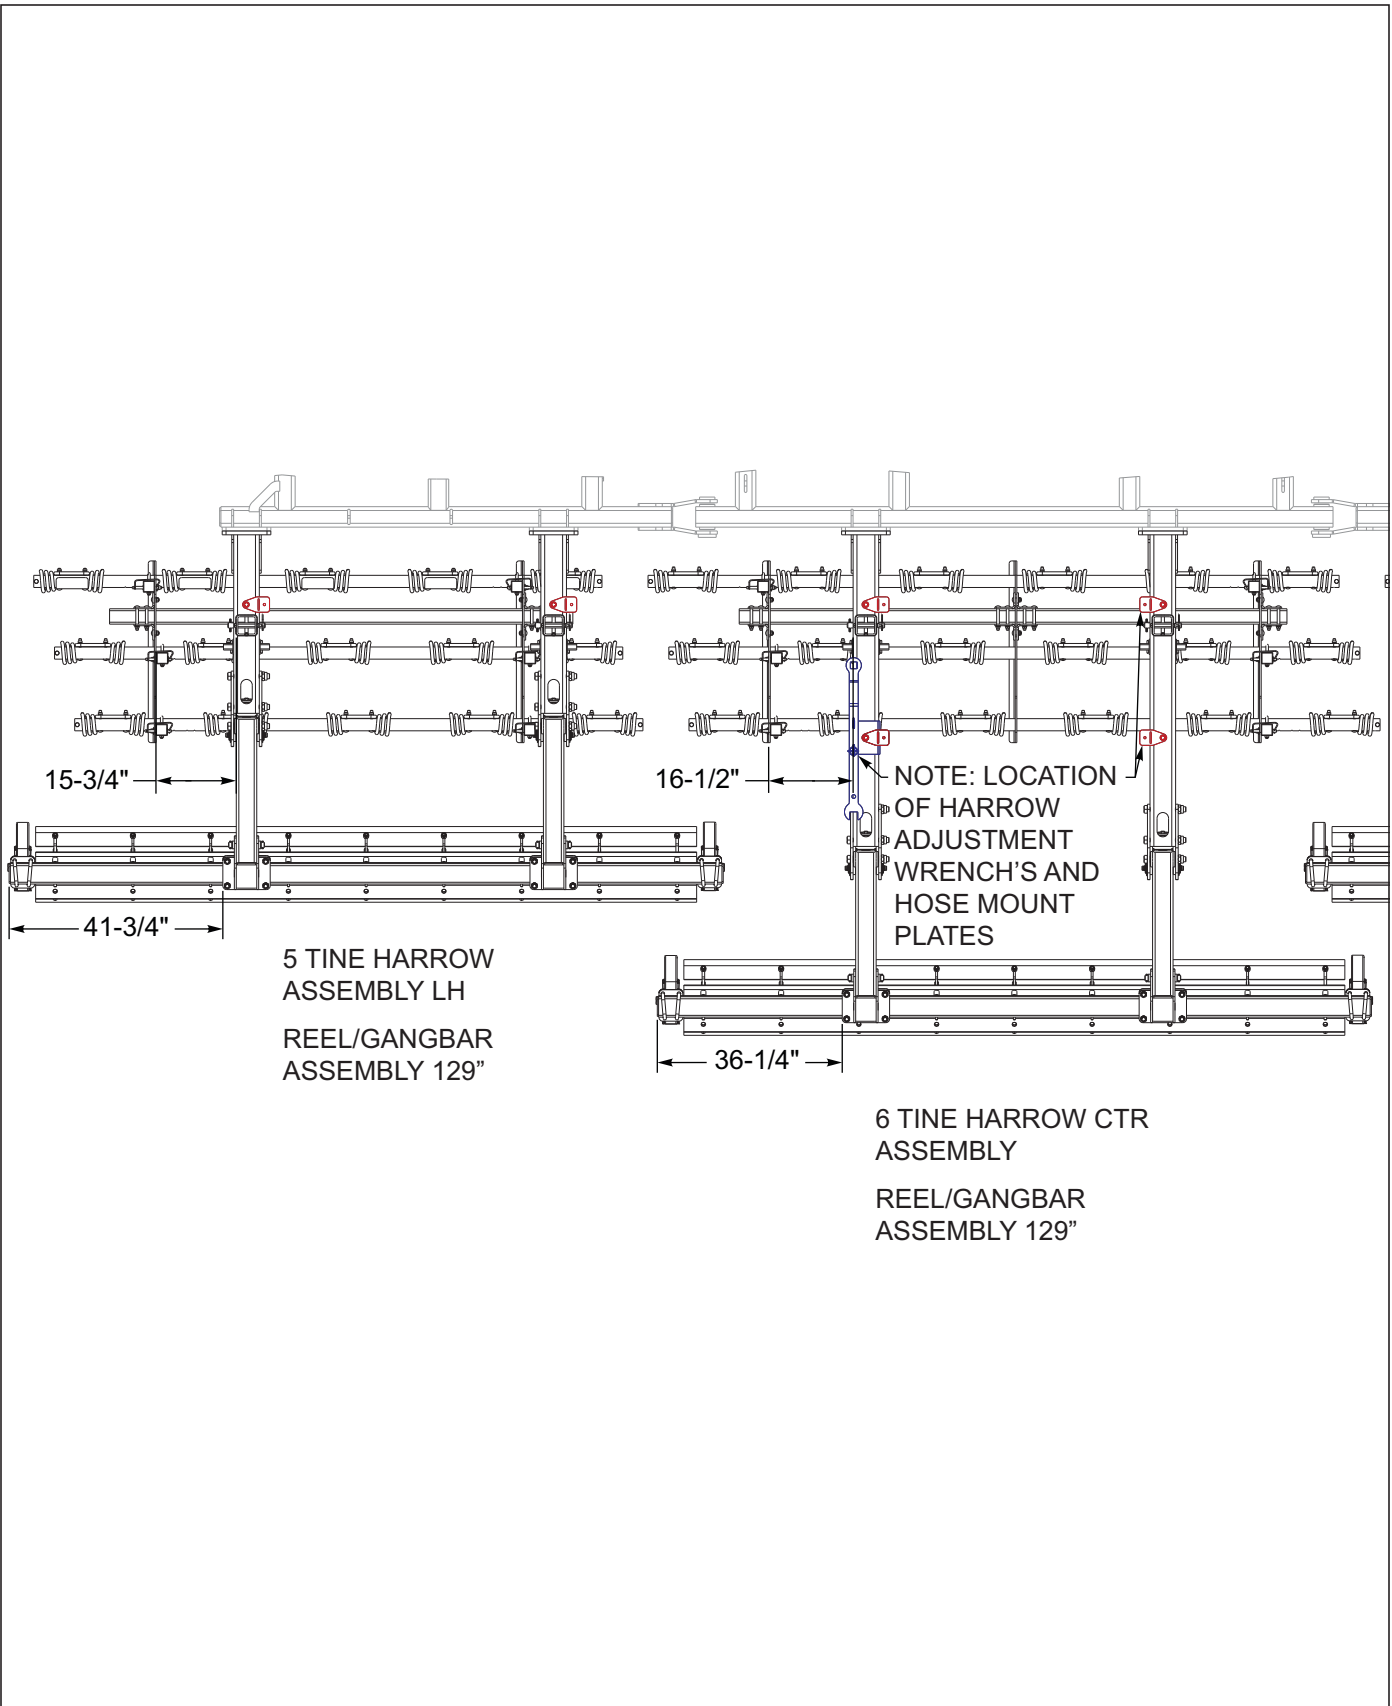 15-3/4"
16-1/2"
NOTE: LOCATION
OF HARROW
ADJUSTMENT
WRENCH’S AND
HOSE MOUNT
PLATES
41-3/4"
5 TINE HARROW
ASSEMBLY LH
REEL/GANGBAR
ASSEMBLY 129”
36-1/4"
6 TINE HARROW CTR
ASSEMBLY
REEL/GANGBAR
ASSEMBLY 129”